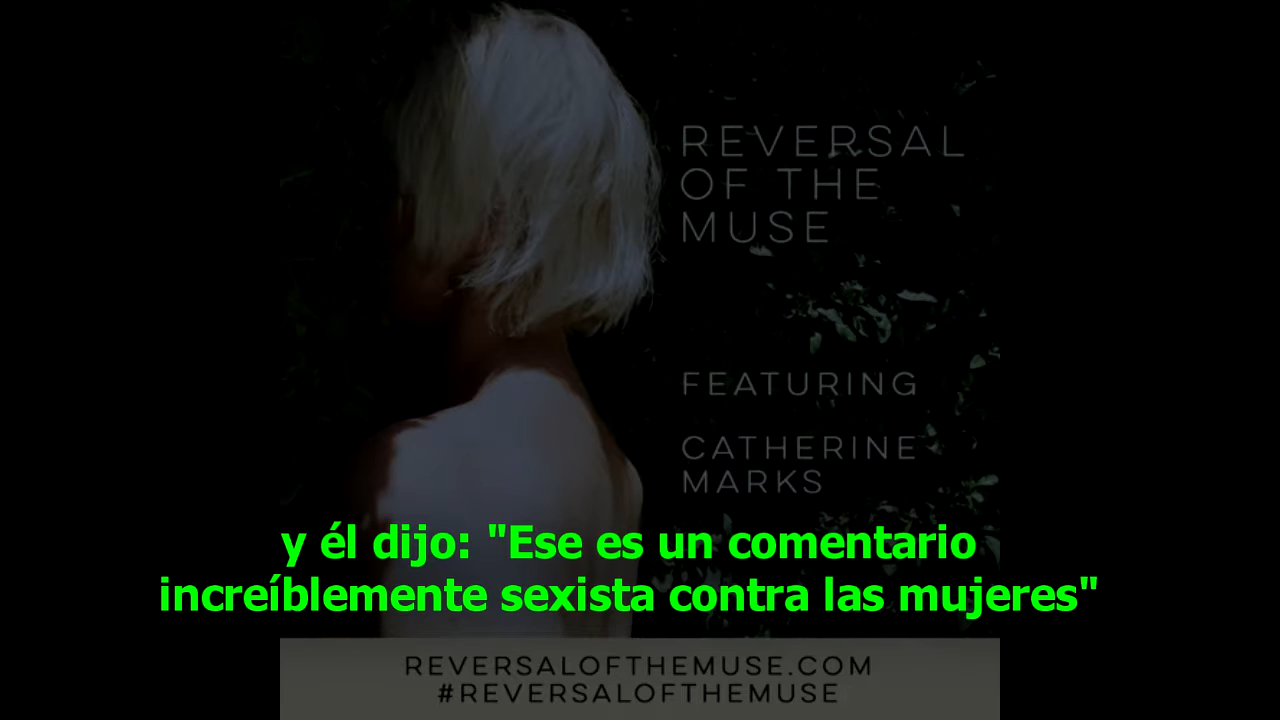 REVERSAL
OF THE
MUSE
FEATURING
CATHERINE
MARKS
y él dijo: "Ese es un comentario
increíblemente sexista contra las mujeres"
REVERSALOFTHEMUSE.COM
#REVERSALOFTHEMUSE